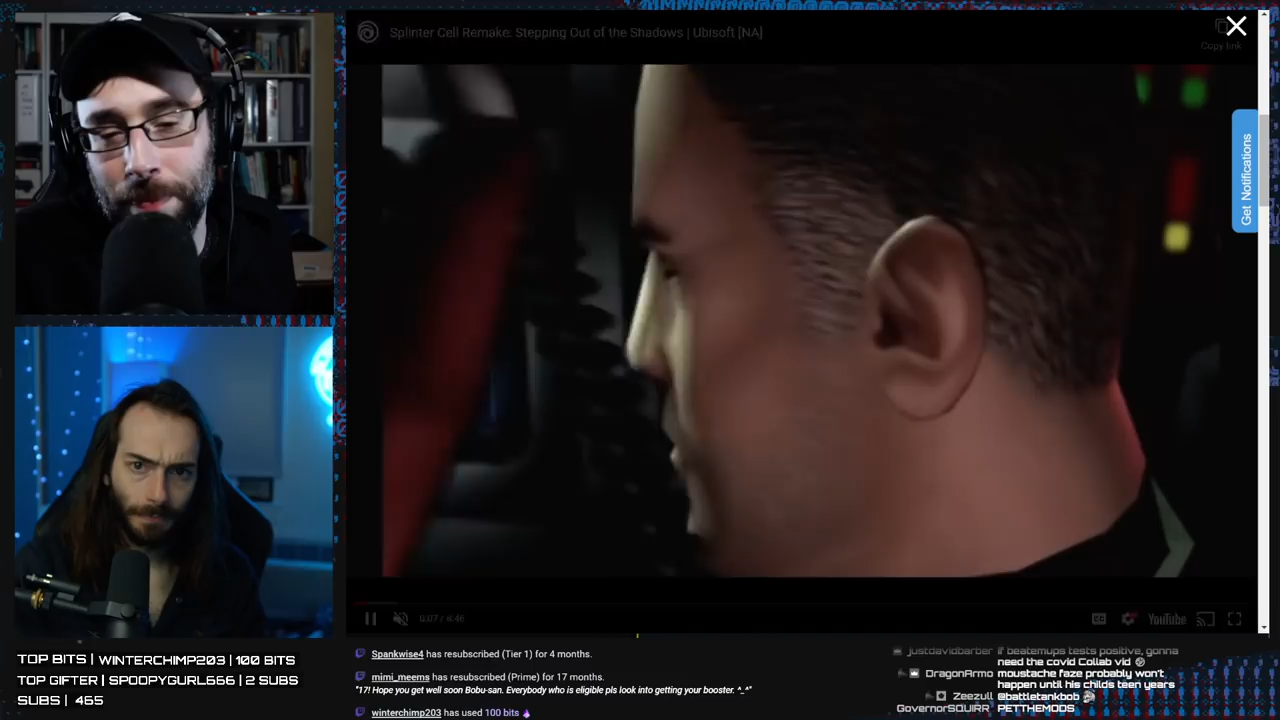 Splinter Cell Remake: Stepping Out of the Shadows | Ubisoft [NA]
Copy link
Get Notifications
0:07 / 6:46
YouTube
TOP BITS | WINTERCHIMP203 | 100 BITS
TOP GIFTER | SPOOPYGURL666 | 2 SUBS
SUBS | 465
Spankwise4 has resubscribed (Tier 1) for 4 months.
mimi_meems has resubscribed (Prime) for 17 months.
"17! Hope you get well soon Bobu-san. Everybody who is eligible pls look into getting your booster. ^_^"
winterchimp203 has used 100 bits
justdavidbarber if beatemups tests positive, gonna
need the covid Collab vid
DragonArmo moustache faze probably won't
happen until his childs teen years
Zeezull @battletankbob
GovernorSQUIRR PETTHEMODS